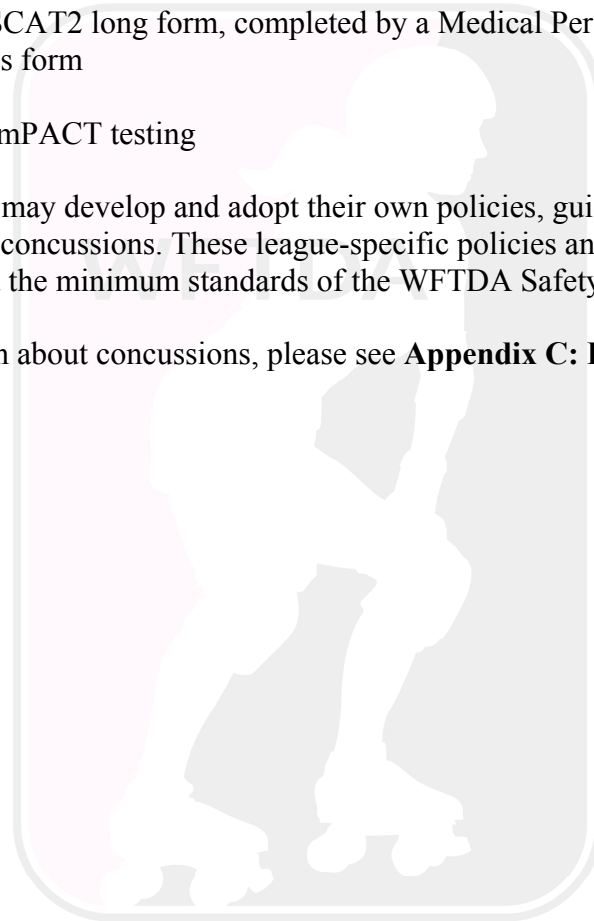 SCAT2 long form, completed by a Medical Per
s form
mPACT testing
may develop and adopt their own policies, gui
concussions. These league-specific policies an
the minimum standards of the WFTDA Safety
n about concussions, please see Appendix C:
WFTDA